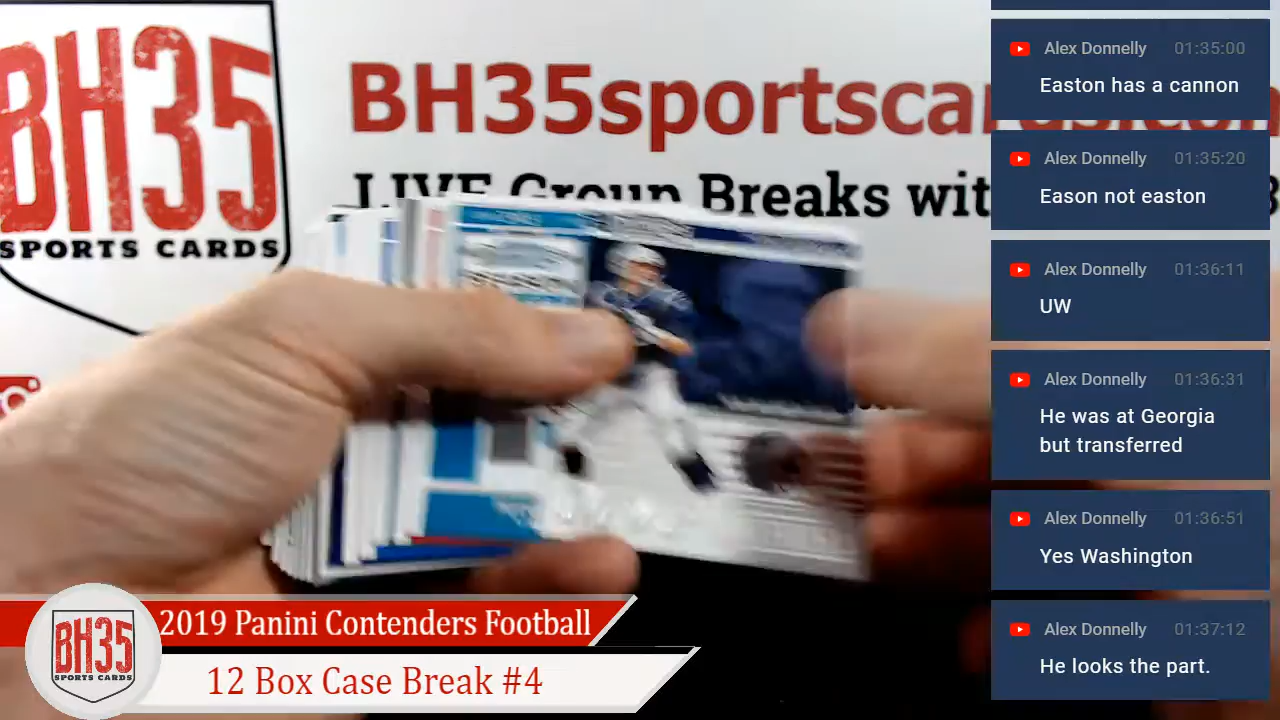 BH35
SPORTS CARDS
BH35sportsca
LIVE Group Breaks wit
Alex Donnelly 01:35:00
Easton has a cannon
Alex Donnelly 01:35:20
Eason not easton
Alex Donnelly 01:36:11
UW
Alex Donnelly 01:36:31
He was at Georgia
but transferred
Alex Donnelly 01:36:51
Yes Washington
Alex Donnelly 01:37:12
He looks the part.
BH35
SPORTS CARDS
2019 Panini Contenders Football
12 Box Case Break #4